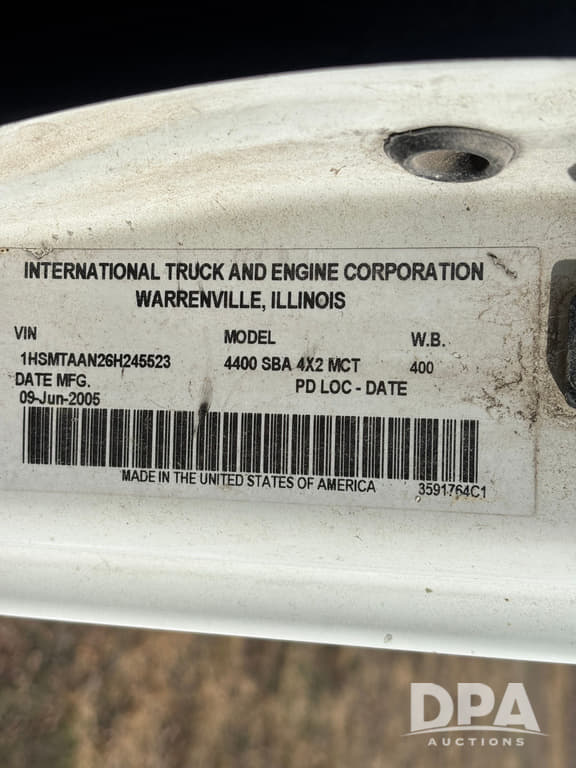 INTERNATIONAL TRUCK AND ENGINE CORPORATION
WARRENVILLE, ILLINOIS
VIN MODEL W.B.
1HSMTAAN26H245523 4400 SBA 4X2 MCT 400
DATE MFG. PD LOC - DATE
09-Jun-2005
MADE IN THE UNITED STATES OF AMERICA 3591764C1
DPA
AUCTIONS